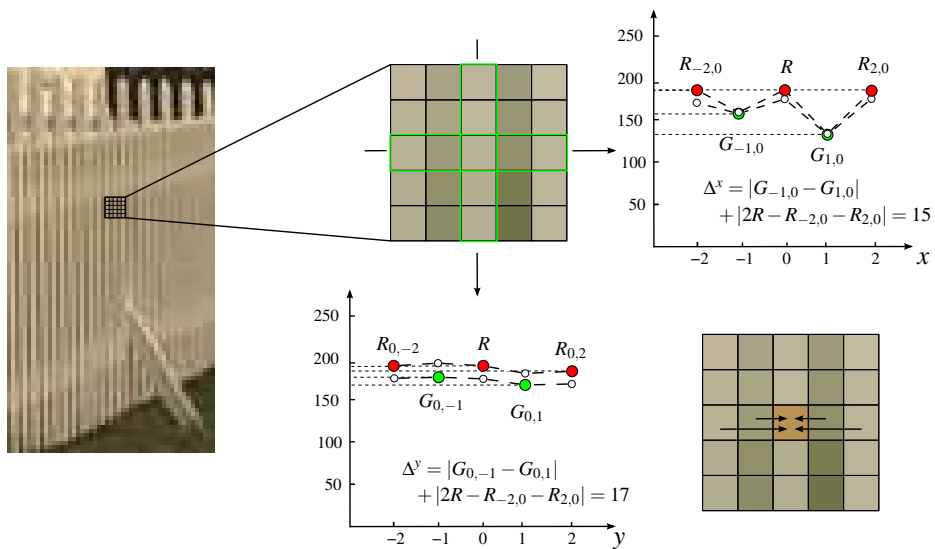 250
200
150
100
50
R₋₂,₀ R R₂,₀
G₋₁,₀ G₁,₀
Δˣ = |G₋₁,₀ − G₁,₀|
+ |2R − R₋₂,₀ − R₂,₀| = 15
−2 −1 0 1 2 x
250
200
150
100
50
R₀,₋₂ R R₀,₂
G₀,₋₁ G₀,₁
Δʸ = |G₀,₋₁ − G₀,₁|
+ |2R − R₋₂,₀ − R₂,₀| = 17
−2 −1 0 1 2 y